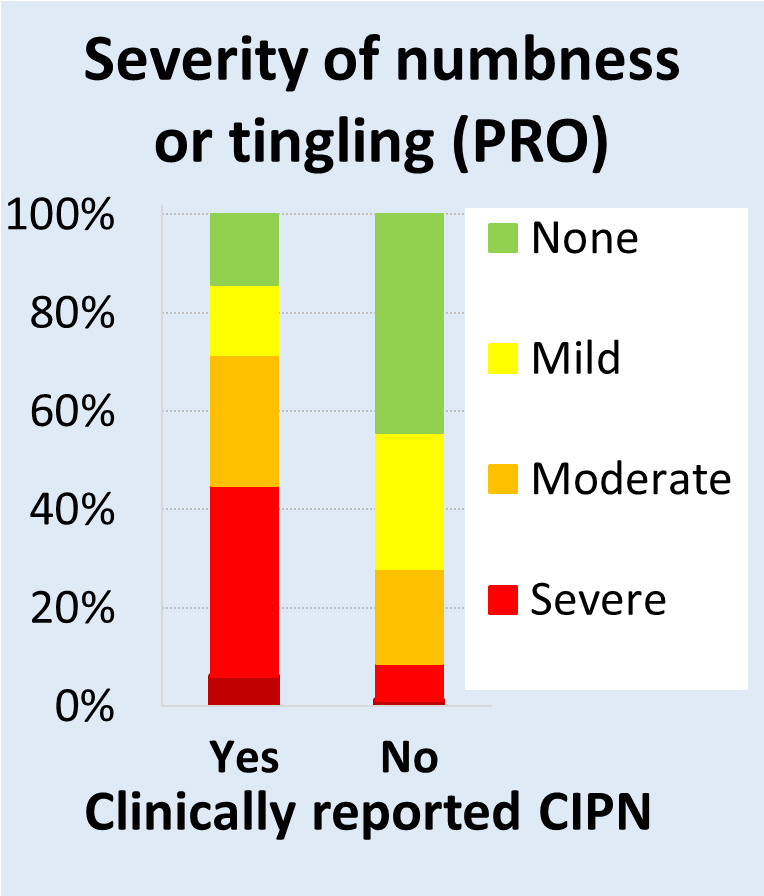 Severity of numbness
or tingling (PRO)
100%
80%
60%
40%
20%
0%
None
Mild
Moderate
Severe
Yes No
Clinically reported CIPN